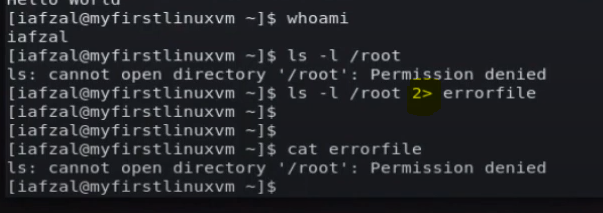 Hello World
[iafzal@myfirstlinuxvm ~]$ whoami
iafzal
[iafzal@myfirstlinuxvm ~]$ ls -l /root
ls: cannot open directory '/root': Permission denied
[iafzal@myfirstlinuxvm ~]$ ls -l /root 2> errorfile
[iafzal@myfirstlinuxvm ~]$
[iafzal@myfirstlinuxvm ~]$
[iafzal@myfirstlinuxvm ~]$ cat errorfile
ls: cannot open directory '/root': Permission denied
[iafzal@myfirstlinuxvm ~]$